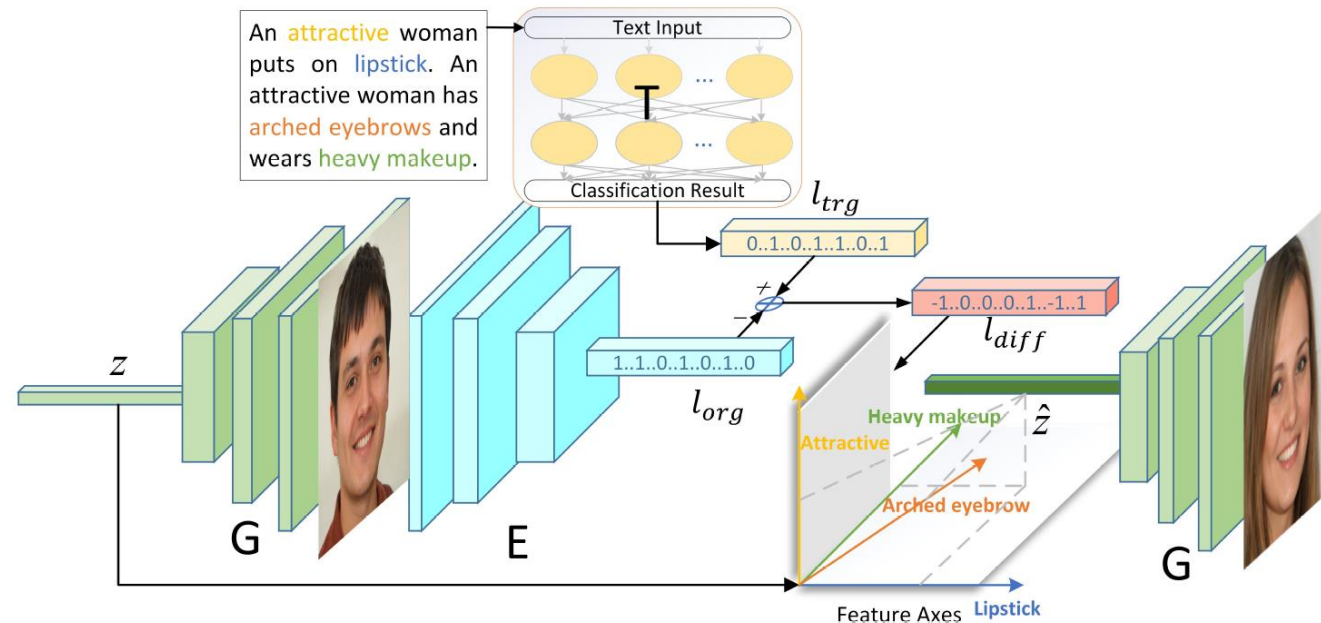 An attractive woman
puts on lipstick. An
attractive woman has
arched eyebrows and
wears heavy makeup.
Text Input
...
T
...
Classification Result
l_trg
0..1..0..1..1..0..1
+
−
-1..0..0..0..1..-1..1
l_diff
z
1..1..0..1..0..1..0
l_org
Heavy makeup
Attractive
ẑ
Arched eyebrow
G
E
G
Feature Axes
Lipstick